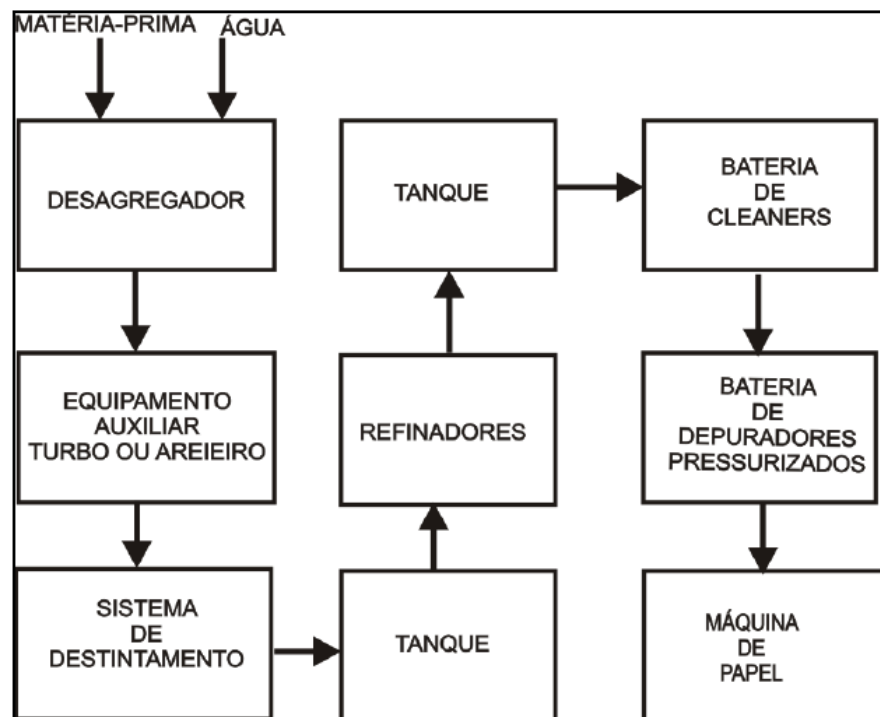 MATÉRIA-PRIMA
ÁGUA
DESAGREGADOR
EQUIPAMENTO
AUXILIAR
TURBO OU AREIEIRO
SISTEMA
DE
DESTINTAMENTO
TANQUE
REFINADORES
TANQUE
BATERIA
DE
CLEANERS
BATERIA
DE
DEPURADORES
PRESSURIZADOS
MÁQUINA
DE
PAPEL